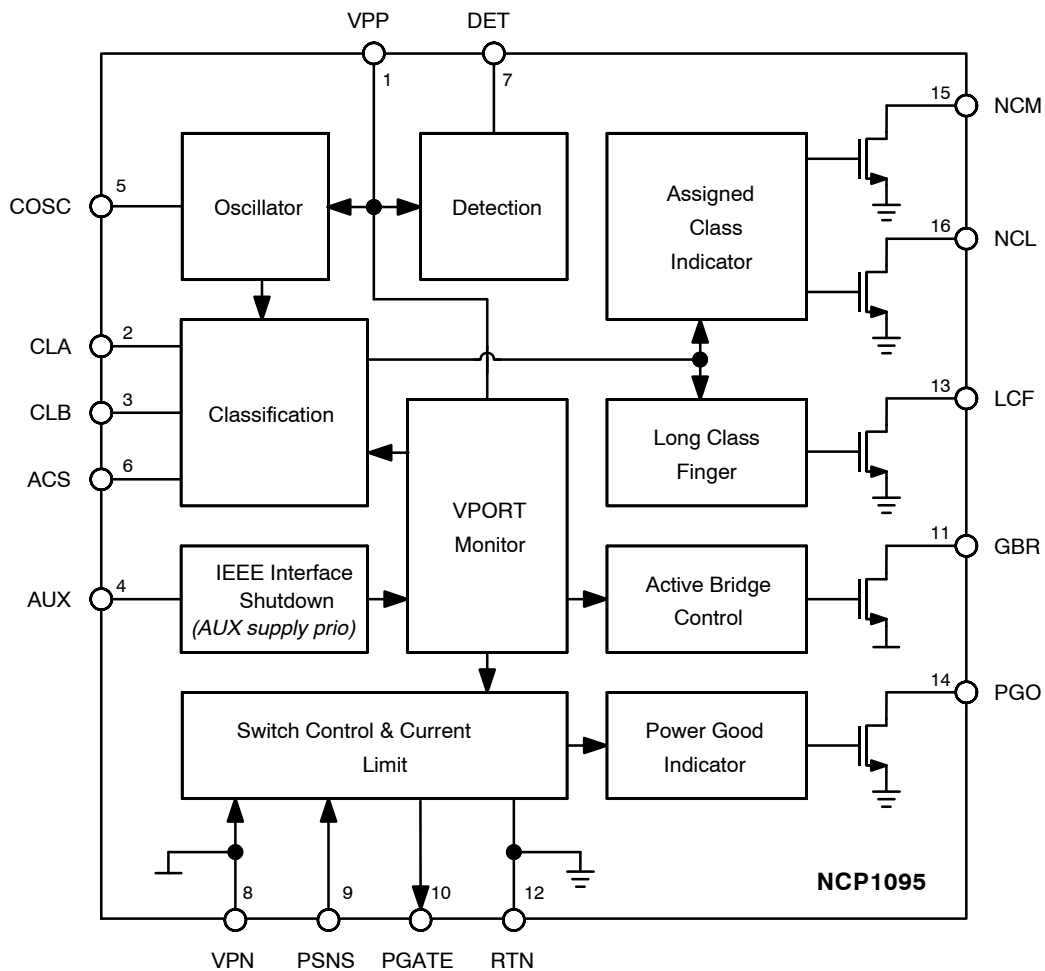 VPP
DET
1
7
15
NCM
5
COSC
Oscillator
Detection
Assigned
Class
Indicator
16
NCL
2
CLA
3
CLB
Classification
6
ACS
13
LCF
Long Class
Finger
VPORT
Monitor
11
GBR
4
AUX
IEEE Interface
Shutdown
(AUX supply prio)
Active Bridge
Control
14
PGO
Switch Control & Current
Limit
Power Good
Indicator
8
9
10
12
NCP1095
VPN
PSNS
PGATE
RTN